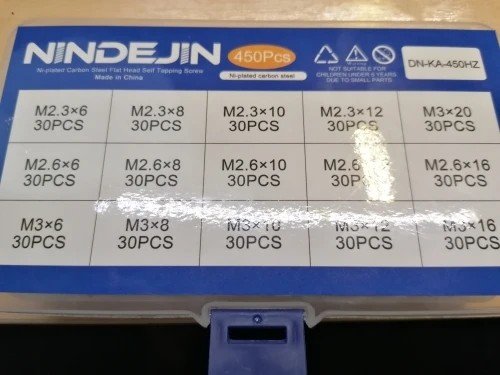 NINDEJIN 450Pcs
Ni-plated Carbon Steel Flat Head Self Tapping Screw
Made in China
Ni-plated carbon steel
NOT SUITABLE FOR
CHILDREN UNDER 6 YEARS
DUE TO SMALL PARTS
DN-KA-450HZ
M2.3×6 M2.3×8 M2.3×10 M2.3×12 M3×20
30PCS 30PCS 30PCS 30PCS 30PCS
M2.6×6 M2.6×8 M2.6×10 M2.6 M2.6×16
30PCS 30PCS 30PCS 30PCS 30PCS
M3×6 M3×8 M3×10 M3×12 M3×16
30PCS 30PCS 30PCS 30PCS 30PCS